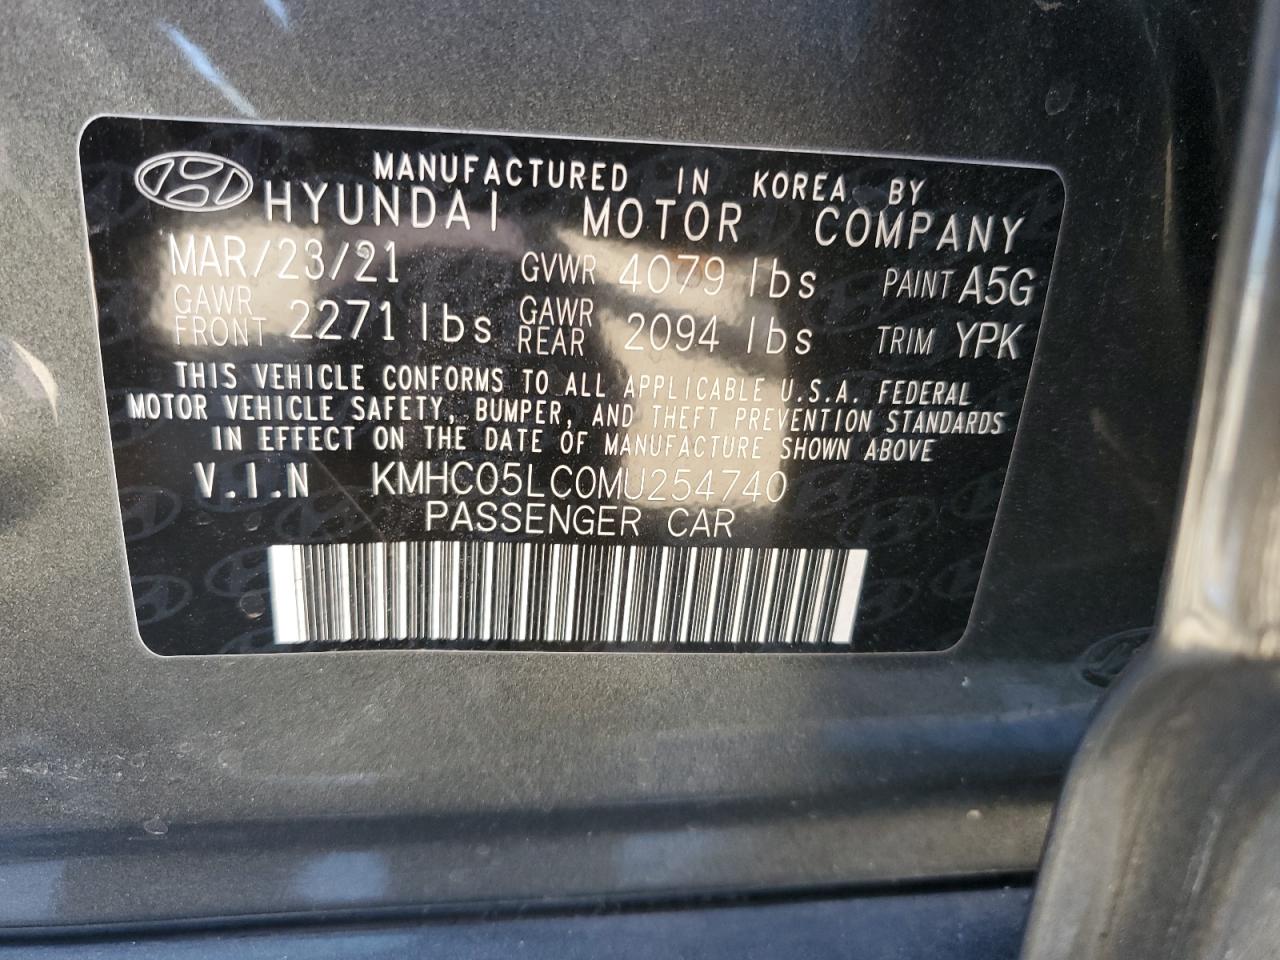 MANUFACTURED IN KOREA BY
HYUNDAI MOTOR COMPANY
MAR/23/21 GVWR 4079 lbs PAINT A5G
GAWR FRONT 2271 lbs GAWR REAR 2094 lbs TRIM YPK
THIS VEHICLE CONFORMS TO ALL APPLICABLE U.S.A. FEDERAL
MOTOR VEHICLE SAFETY, BUMPER, AND THEFT PREVENTION STANDARDS
IN EFFECT ON THE DATE OF MANUFACTURE SHOWN ABOVE
V.I.N KMHC05LC0MU254740
PASSENGER CAR